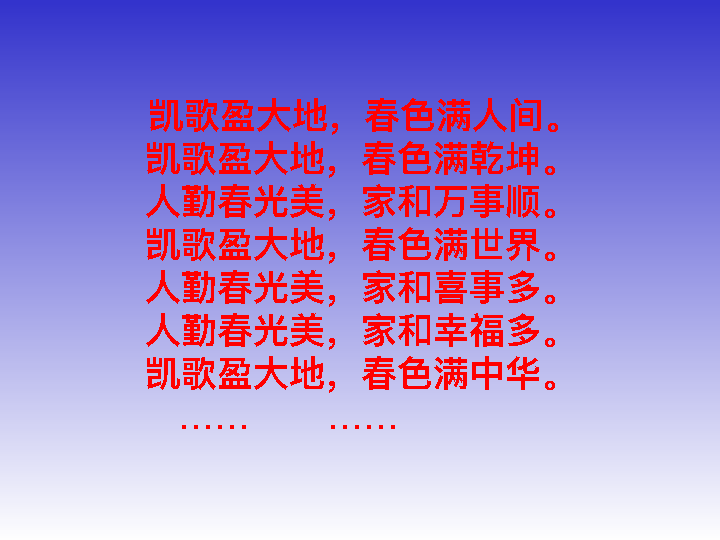 凯歌盈大地，春色满人间。
凯歌盈大地，春色满乾坤。
人勤春光美，家和万事顺。
凯歌盈大地，春色满世界。
人勤春光美，家和喜事多。
人勤春光美，家和幸福多。
凯歌盈大地，春色满中华。
…… ……